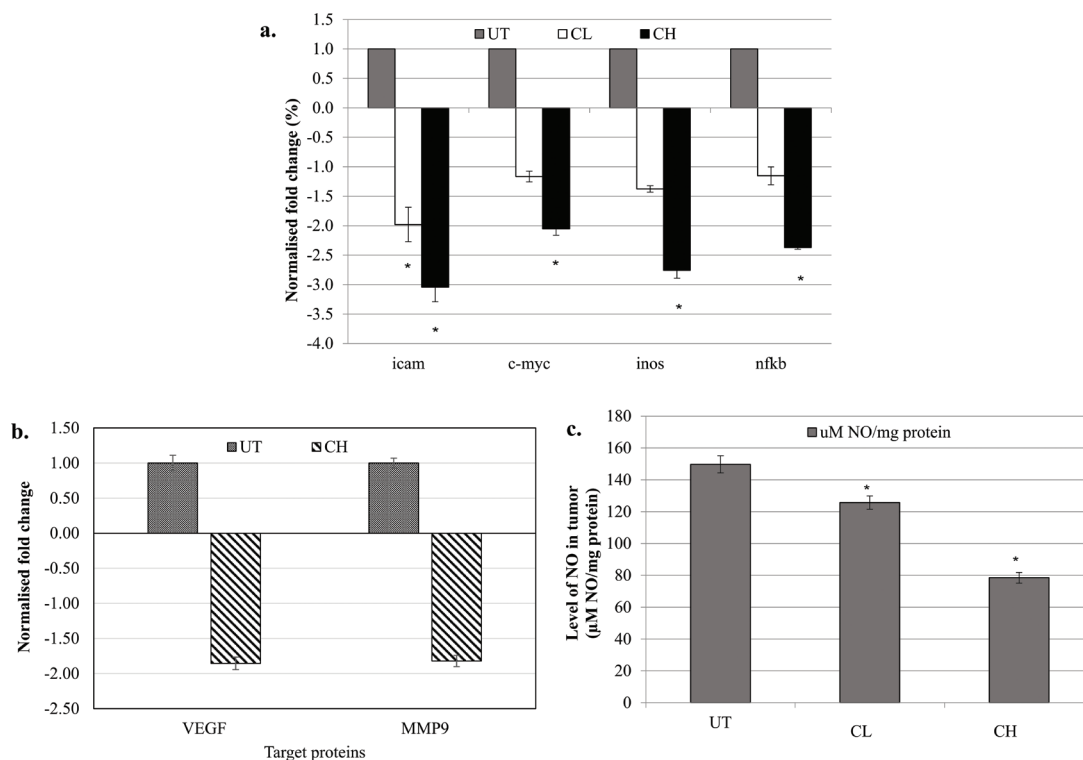 a.
UT CL CH
Normalised fold change (%)
1.5
1.0
0.5
0.0
-0.5
-1.0
-1.5
-2.0
-2.5
-3.0
-3.5
-4.0
* * * * *
icam c-myc inos nfkb
b.
UT CH
Normalised fold change
1.50
1.00
0.50
0.00
-0.50
-1.00
-1.50
-2.00
-2.50
VEGF MMP9
Target proteins
c.
uM NO/mg protein
Level of NO in tumor
(µM NO/mg protein)
180
160
140
120
100
80
60
40
20
0
* *
UT CL CH